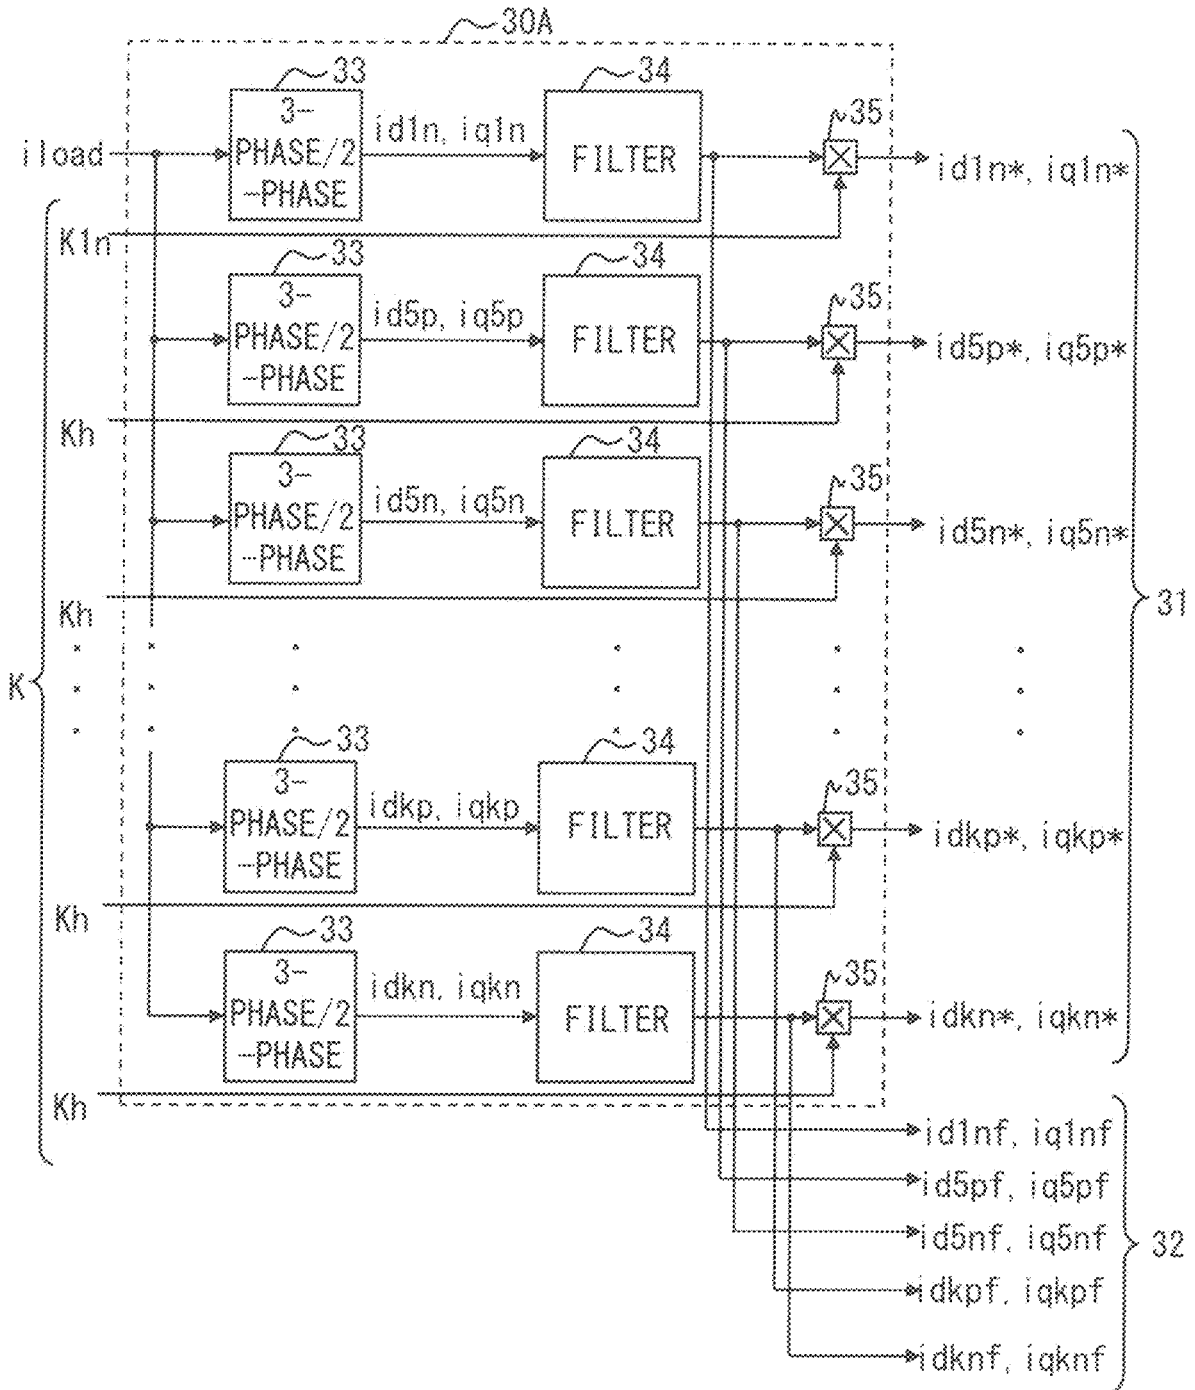 30A
33
34
3-
PHASE/2
-PHASE
id1n, iq1n
FILTER
35
iload
id1n*, iq1n*
K1n
33
34
3-
PHASE/2
-PHASE
id5p, iq5p
FILTER
35
id5p*, iq5p*
Kh
33
34
3-
PHASE/2
-PHASE
id5n, iq5n
FILTER
35
id5n*, iq5n*
Kh
31
K
33
34
3-
PHASE/2
-PHASE
idkp, iqkp
FILTER
35
idkp*, iqkp*
Kh
33
34
3-
PHASE/2
-PHASE
idkn, iqkn
FILTER
35
idkn*, iqkn*
Kh
id1nf, iq1nf
id5pf, iq5pf
id5nf, iq5nf
32
idkpf, iqkpf
idknf, iqknf